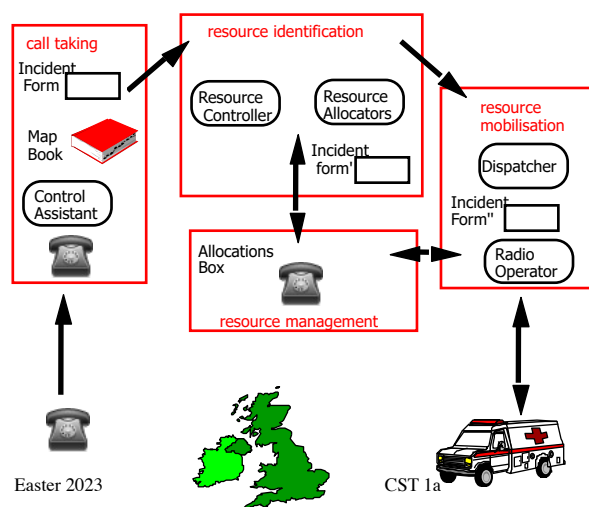 call taking
Incident
Form
Map
Book
Control
Assistant
resource identification
Resource
Controller
Resource
Allocators
Incident
form'
resource
mobilisation
Dispatcher
Incident
Form"
Radio
Operator
Allocations
Box
resource management
Easter 2023
CST 1a